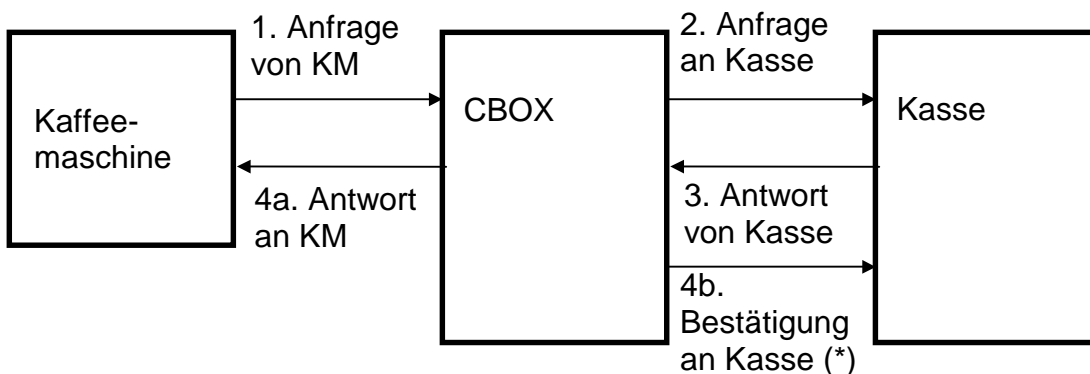 Kaffee-
maschine
1. Anfrage
von KM
4a. Antwort
an KM
CBOX
2. Anfrage
an Kasse
3. Antwort
von Kasse
4b.
Bestätigung
an Kasse (*)
Kasse